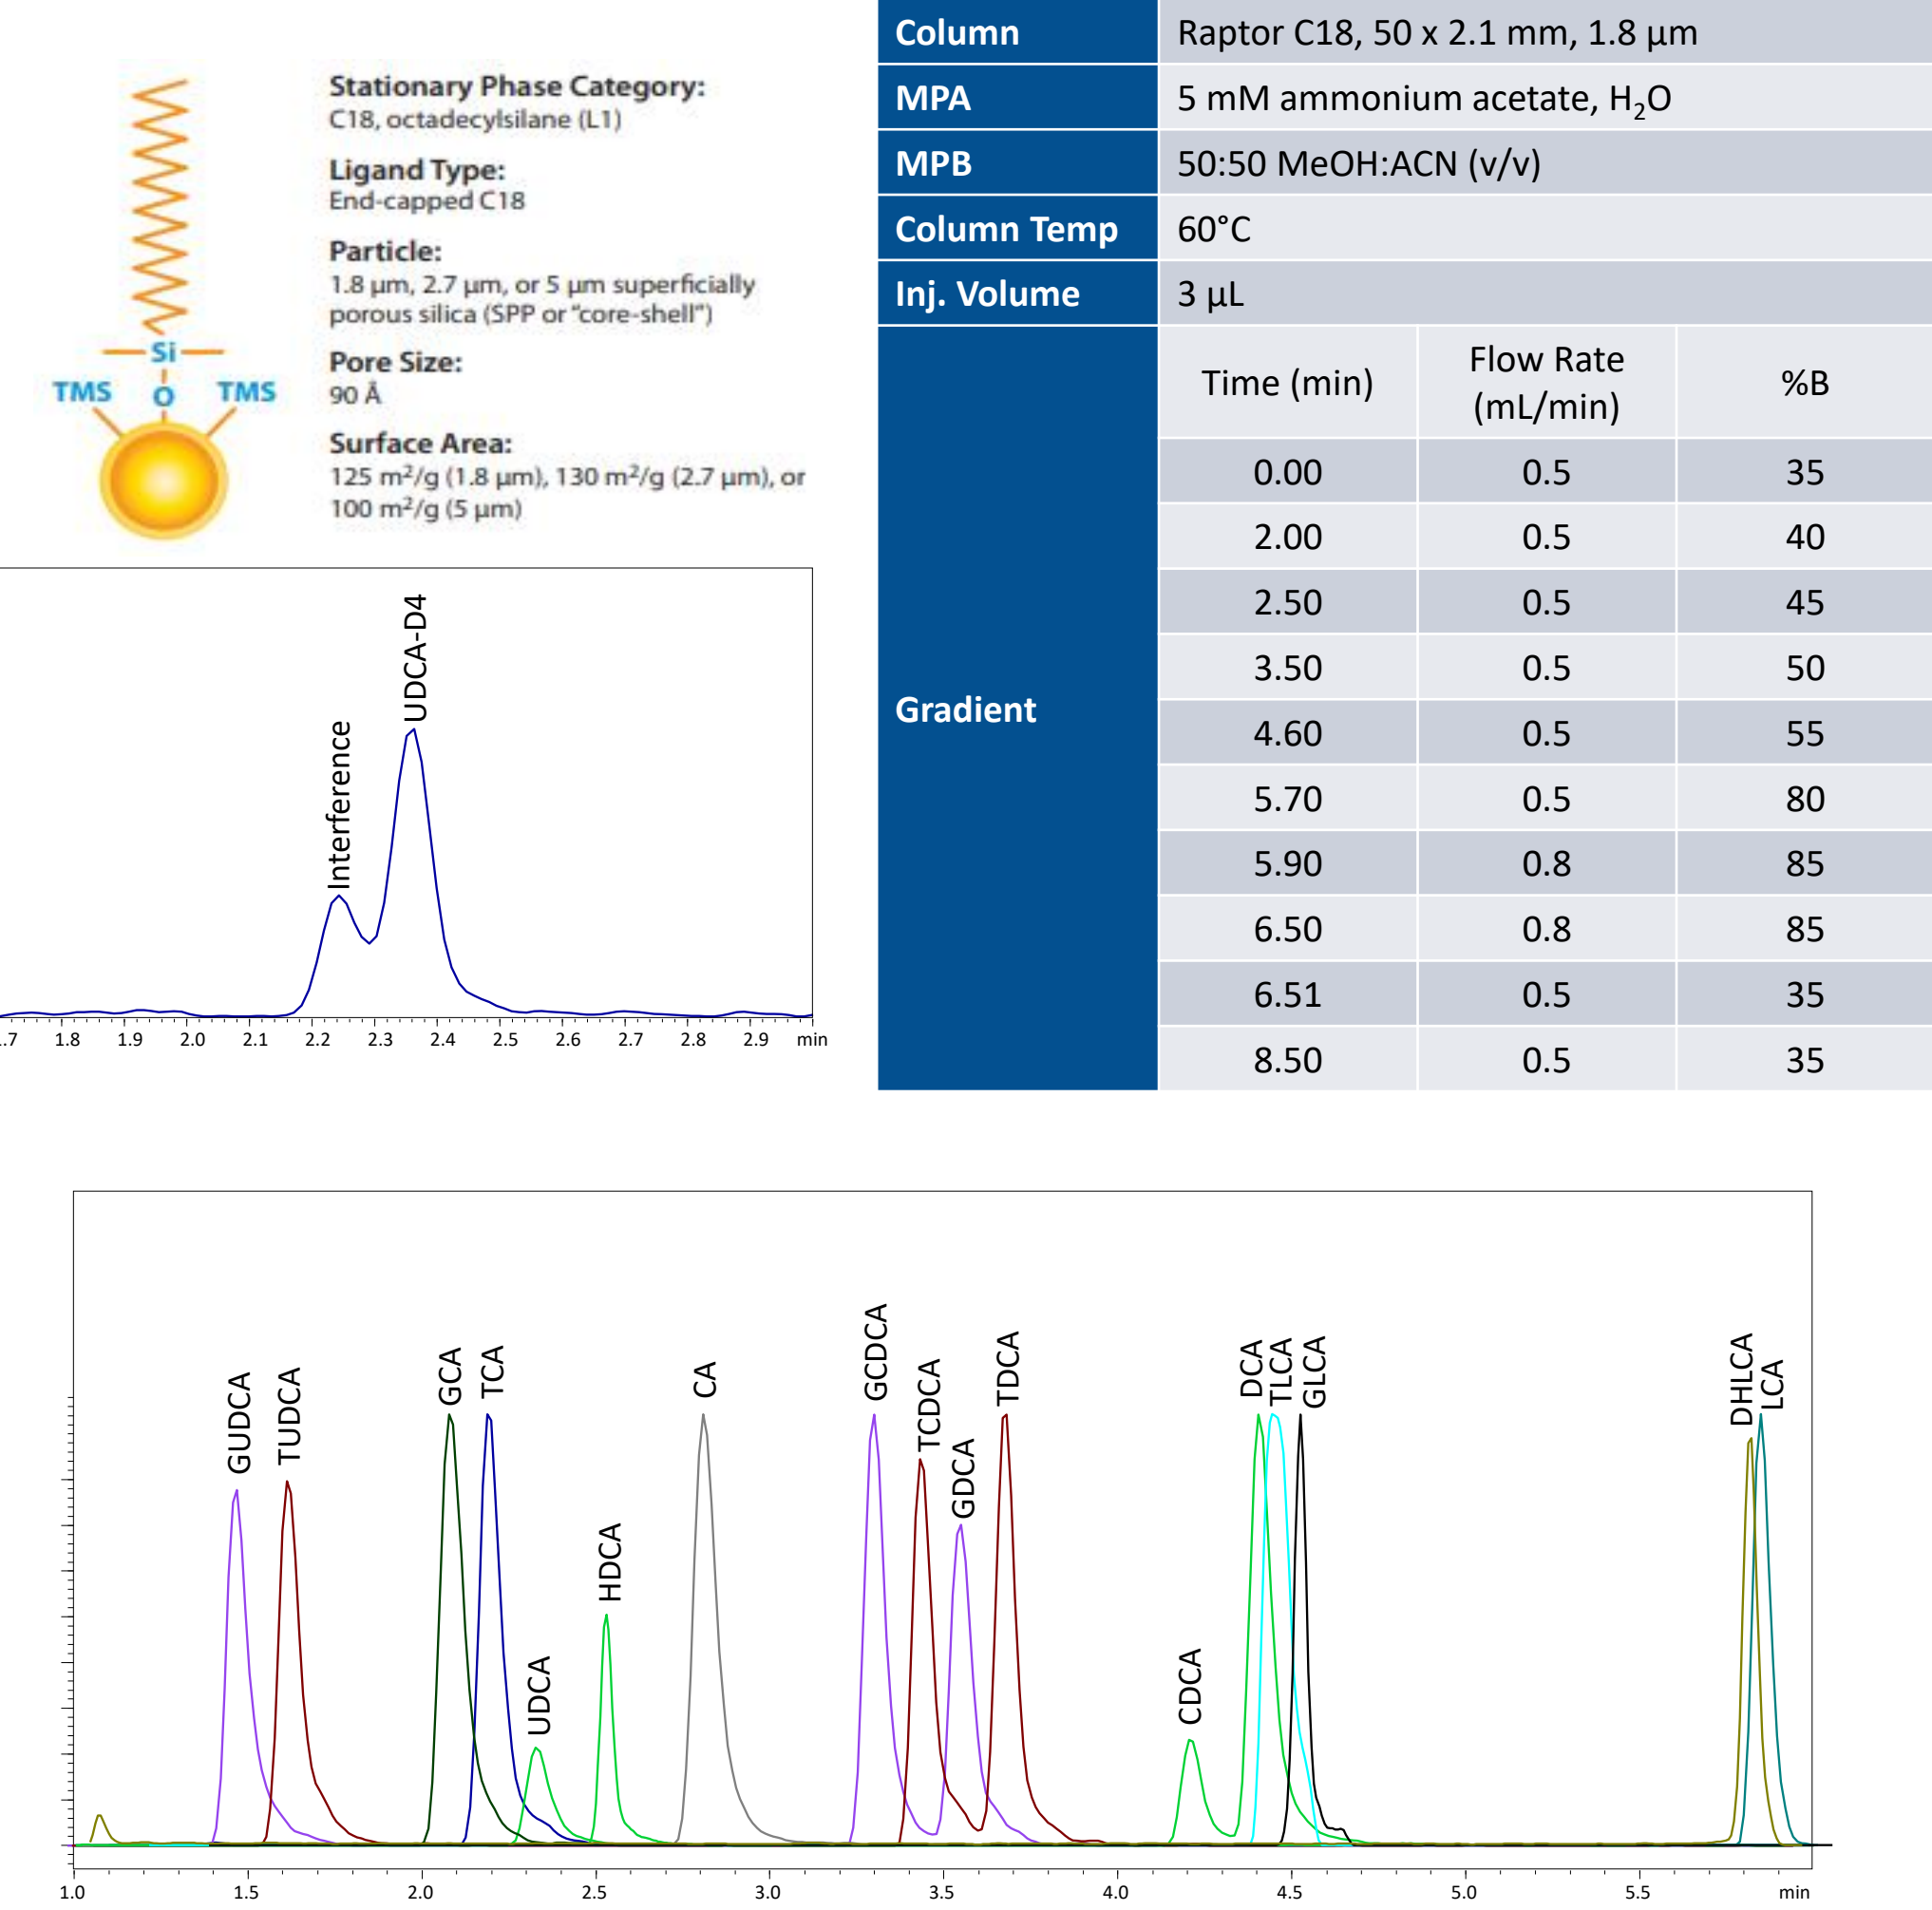 Stationary Phase Category:
C18, octadecylsilane (L1)
Ligand Type:
End-capped C18
Particle:
1.8 µm, 2.7 µm, or 5 µm superficially
porous silica (SPP or “core-shell”)
Pore Size:
90 Å
Surface Area:
125 m²/g (1.8 µm), 130 m²/g (2.7 µm), or
100 m²/g (5 µm)
Si
TMS O TMS
Column Raptor C18, 50 x 2.1 mm, 1.8 µm
MPA 5 mM ammonium acetate, H₂O
MPB 50:50 MeOH:ACN (v/v)
Column Temp 60°C
Inj. Volume 3 µL
Gradient
Time (min) Flow Rate (mL/min) %B
0.00 0.5 35
2.00 0.5 40
2.50 0.5 45
3.50 0.5 50
4.60 0.5 55
5.70 0.5 80
5.90 0.8 85
6.50 0.8 85
6.51 0.5 35
8.50 0.5 35
Interference
UDCA-D4
.7 1.8 1.9 2.0 2.1 2.2 2.3 2.4 2.5 2.6 2.7 2.8 2.9 min
GUDCA
TUDCA
GCA
TCA
UDCA
HDCA
CA
GCDCA
TCDCA
GDCA
TDCA
CDCA
DCA
TLCA
GLCA
DHLCA
LCA
1.0 1.5 2.0 2.5 3.0 3.5 4.0 4.5 5.0 5.5 min